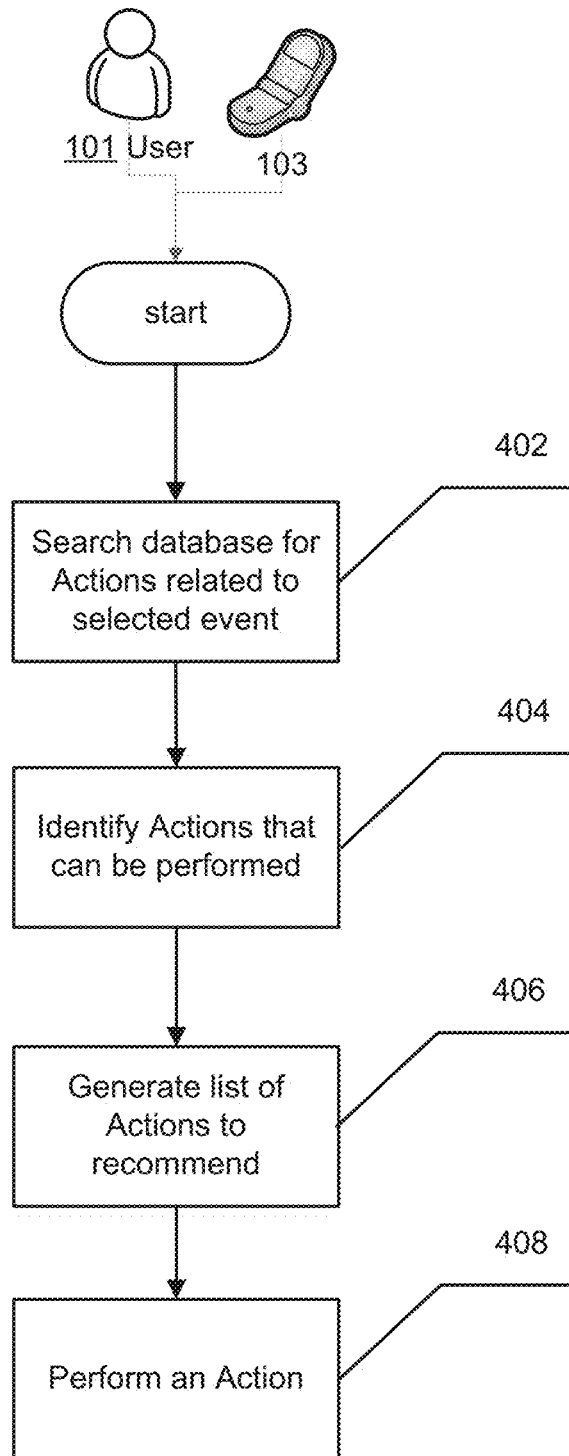 101 User
103
start
402
Search database for
Actions related to
selected event
404
Identify Actions that
can be performed
406
Generate list of
Actions to
recommend
408
Perform an Action